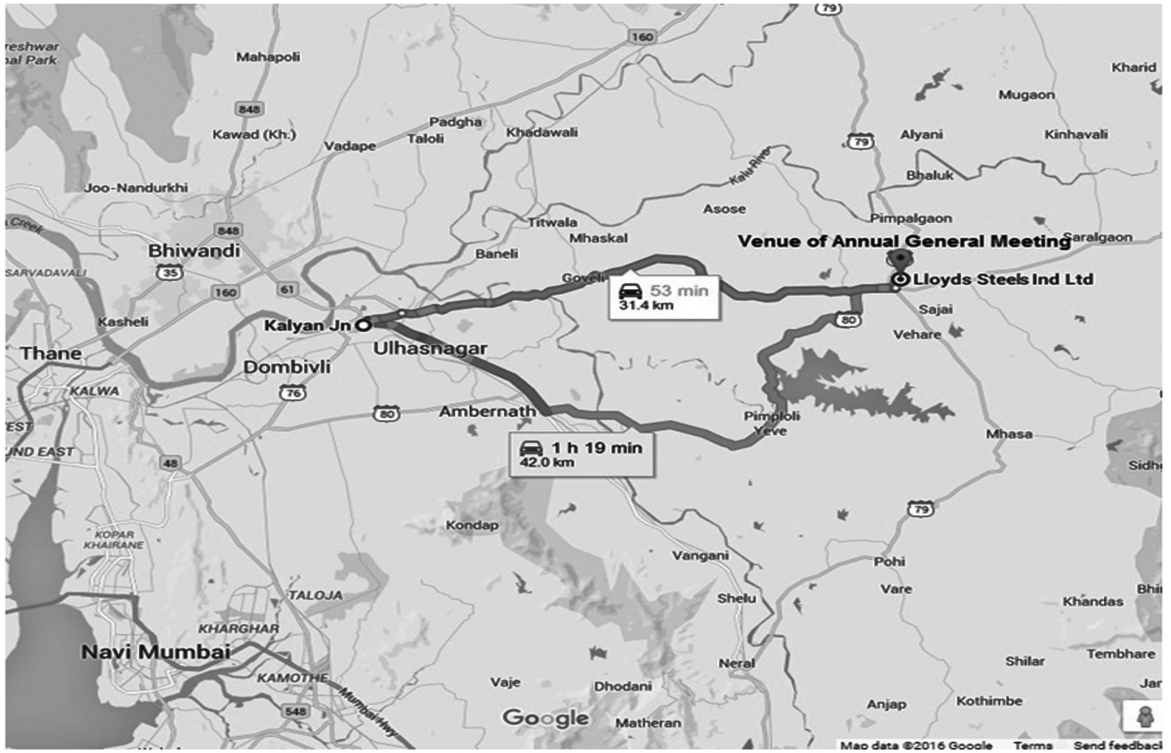 79
160
reshwar
nal Park
Mahapoli
Kharid
848
Mugaon
Padgha
Kawad (Kh.)
Taloli
Khadawali
Alyani
Kinhavali
Vadape
79
Kalu River
Bhaluk
Joo-Nandurkhi
Asose
Pimpalgaon
Creek
848
Titwala
Mhaskal
Venue of Annual General Meeting
Saralgaon
Bhiwandi
Baneli
SARVADAVALI
35
Goveli
53 min
31.4 km
Lloyds Steels Ind Ltd
160
61
Kasheli
Kalyan Jn
80
Sajai
Vehare
Thane
Ulhasnagar
Dombivli
KALWA
76
80
Ambernath
Pimploli
Yeve
EST
UND EAST
1 h 19 min
42.0 km
Mhasa
48
Sidh
79
KOPAR
KHAIRANE
Kondap
Vangani
Pohi
Vare
Bhi
TALOJA
Shelu
Khandas
KHARGHAR
Navi Mumbai
Neral
Shilar
Tembhare
KAMOTHE
Vaje
Dhodani
Jar
548
Mumbai Hwy
Google
Matheran
Anjap
Kothimbe
Map data ©2016 Google
Terms
Send feedbac